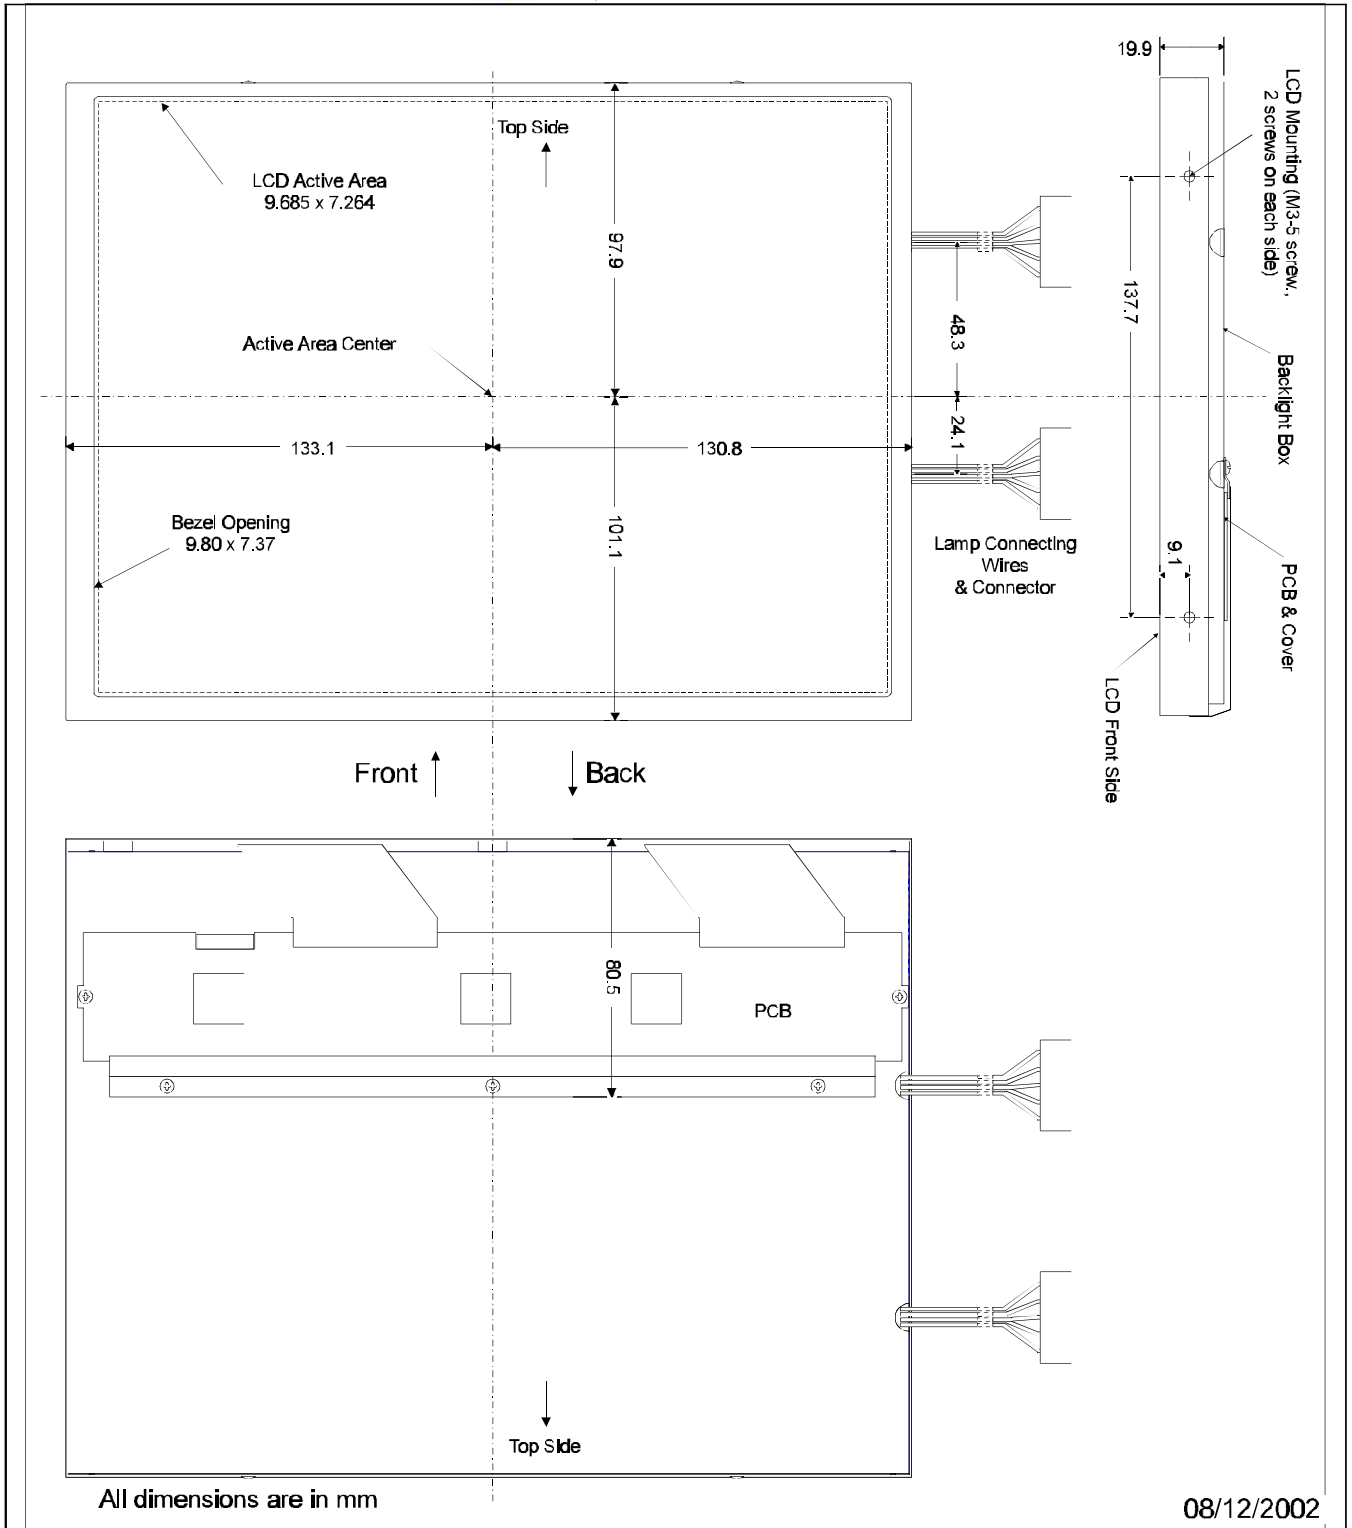 19.9
LCD Mounting (M3-5 screw.,
2 screws on each side)
Top Side
LCD Active Area
9.685 x 7.264
97.9
137.7
48.3
Active Area Center
Backlight Box
24.1
133.1
130.8
Bezel Opening
9.80 x 7.37
101.1
Lamp Connecting
Wires
& Connector
9.1
PCB & Cover
LCD Front Side
Front
Back
80.5
PCB
Top Side
All dimensions are in mm
08/12/2002